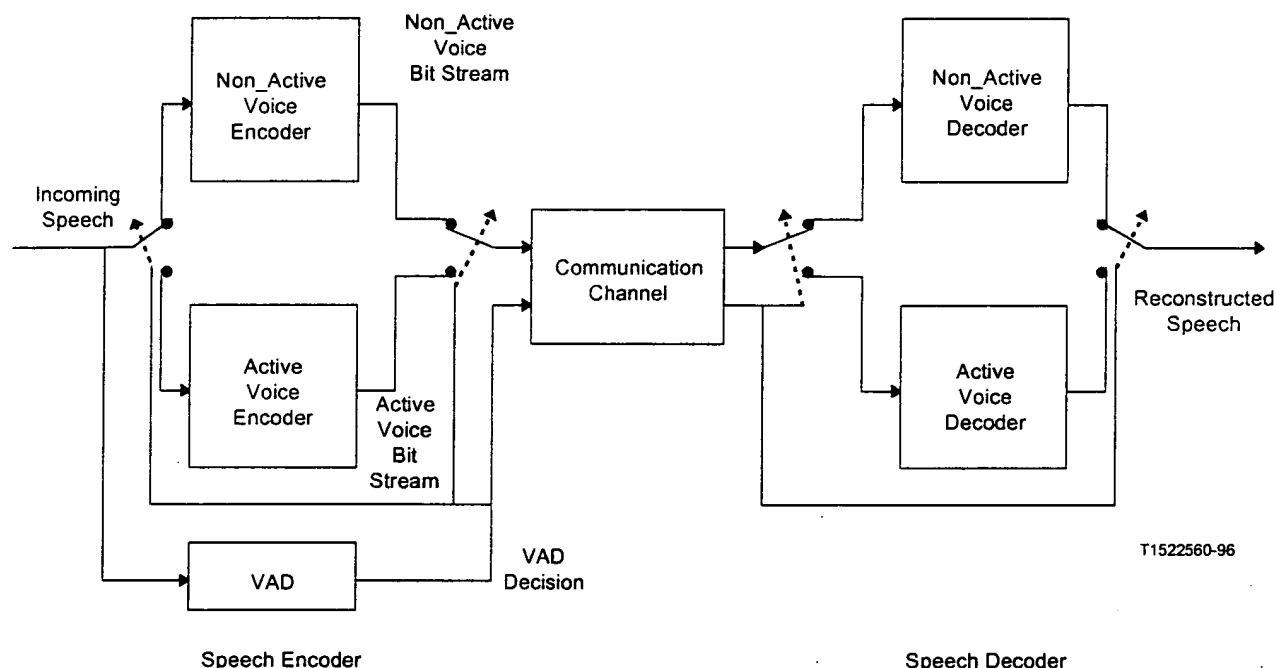 Non_Active
Voice
Bit Stream
Non_Active
Voice
Encoder
Non_Active
Voice
Decoder
Incoming
Speech
Communication
Channel
Reconstructed
Speech
Active
Voice
Encoder
Active
Voice
Bit
Stream
Active
Voice
Decoder
VAD
VAD
Decision
T1522560-96
Speech Encoder
Speech Decoder